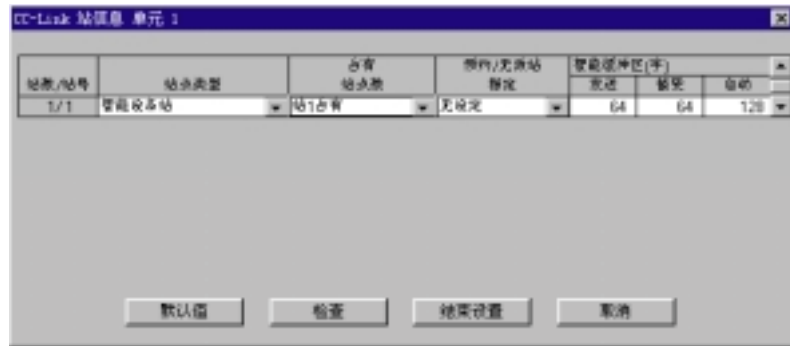 CC-Link 站信息 单元 1
占有 预约/无效站 智能缓冲区(字)
站数/站号 站点类型 站点数 指定 发送 接受 自动
1/1 智能设备站 站1占有 无设定 64 64 128
默认值 检查 结束设置 取消